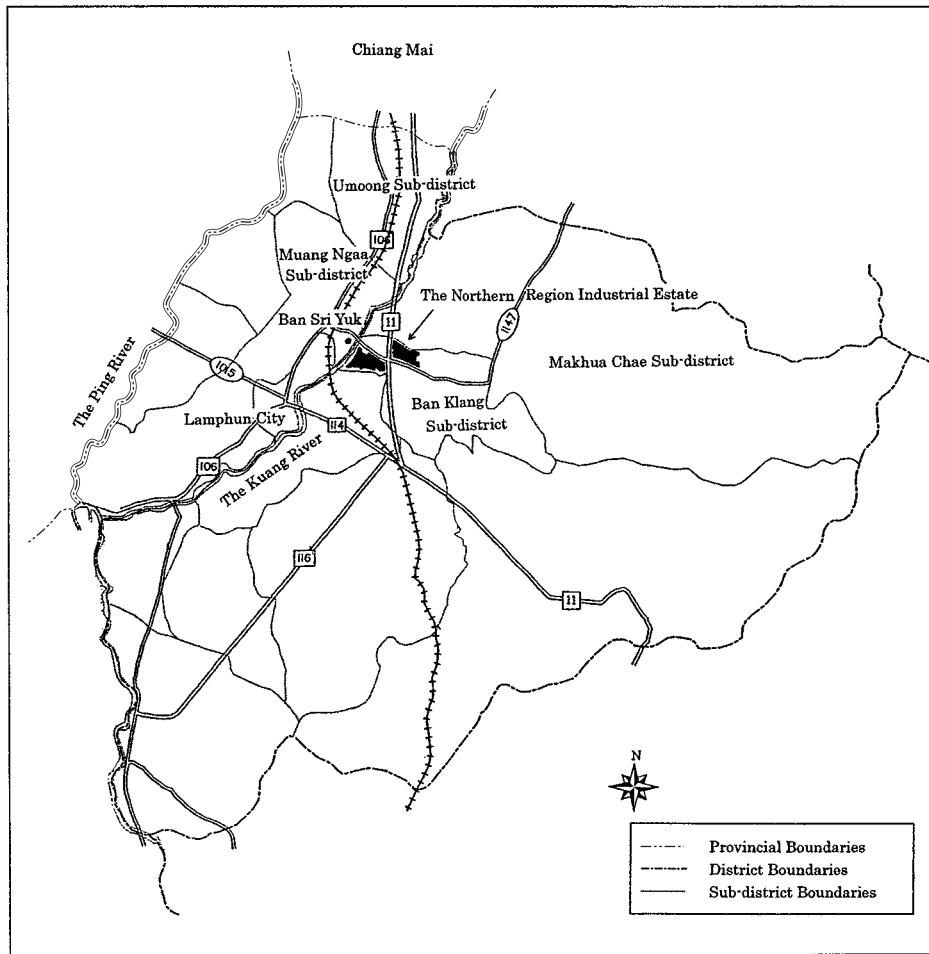 Chiang Mai
Umoong Sub-district
106
Muang Ngaa
Sub-district
The Northern Region Industrial Estate
1147
Ban Sri Yuk
11
The Ping River
1015
Makhua Chae Sub-district
Ban Klang
Sub-district
Lamphun City
114
106
The Kuang River
116
11
N
Provincial Boundaries
District Boundaries
Sub-district Boundaries